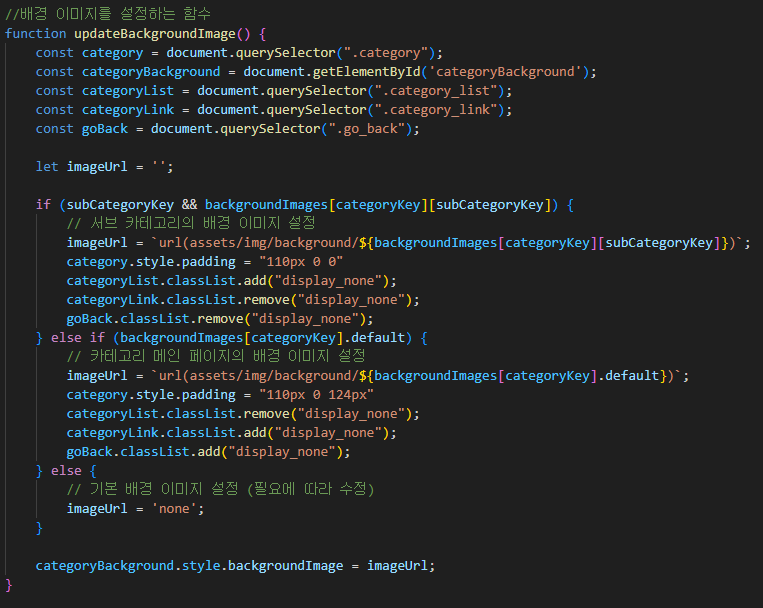 //배경 이미지를 설정하는 함수
function updateBackgroundImage() {
    const category = document.querySelector(".category");
    const categoryBackground = document.getElementById('categoryBackground');
    const categoryList = document.querySelector(".category_list");
    const categoryLink = document.querySelector(".category_link");
    const goBack = document.querySelector(".go_back");

    let imageUrl = '';

    if (subCategoryKey && backgroundImages[categoryKey][subCategoryKey]) {
        // 서브 카테고리의 배경 이미지 설정
        imageUrl = `url(assets/img/background/${backgroundImages[categoryKey][subCategoryKey]})`;
        category.style.padding = "110px 0 0"
        categoryList.classList.add("display_none");
        categoryLink.classList.remove("display_none");
        goBack.classList.remove("display_none");
    } else if (backgroundImages[categoryKey].default) {
        // 카테고리 메인 페이지의 배경 이미지 설정
        imageUrl = `url(assets/img/background/${backgroundImages[categoryKey].default})`;
        category.style.padding = "110px 0 124px"
        categoryList.classList.remove("display_none");
        categoryLink.classList.add("display_none");
        goBack.classList.add("display_none");
    } else {
        // 기본 배경 이미지 설정 (필요에 따라 수정)
        imageUrl = 'none';
    }

    categoryBackground.style.backgroundImage = imageUrl;
}